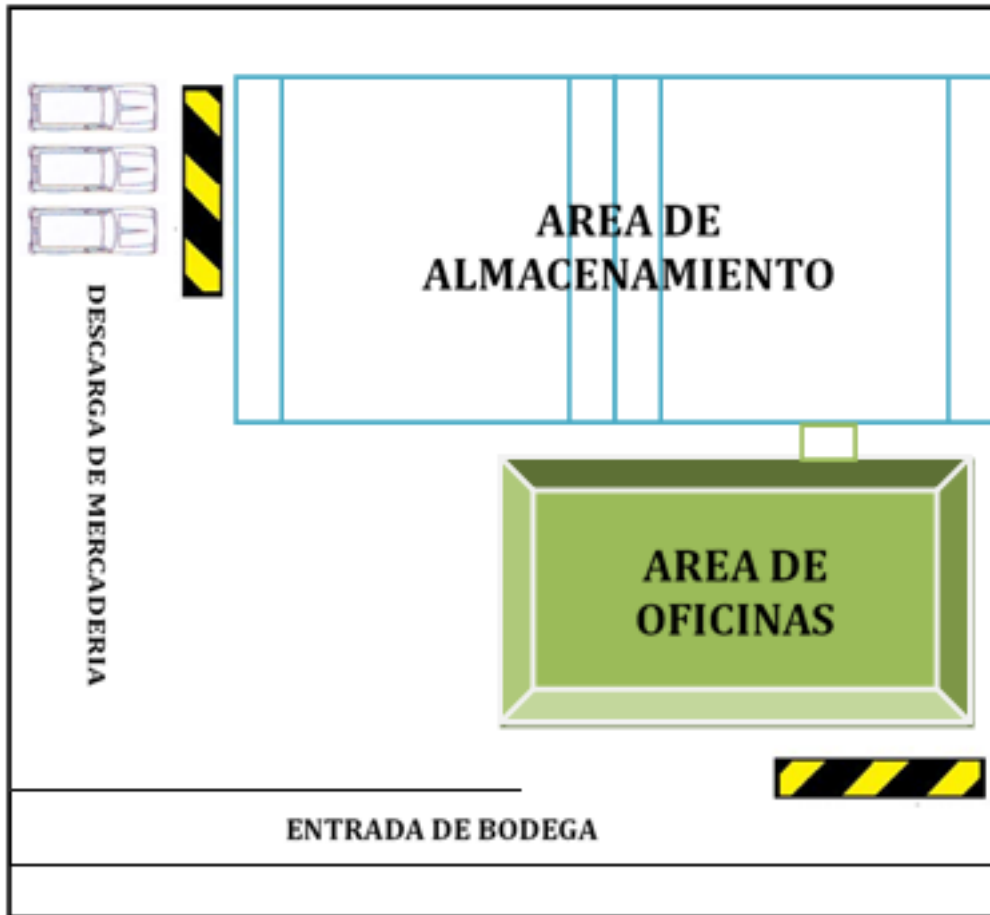 AREA DE
ALMACENAMIENTO
DESCARGA DE MERCADERIA
AREA DE
OFICINAS
ENTRADA DE BODEGA